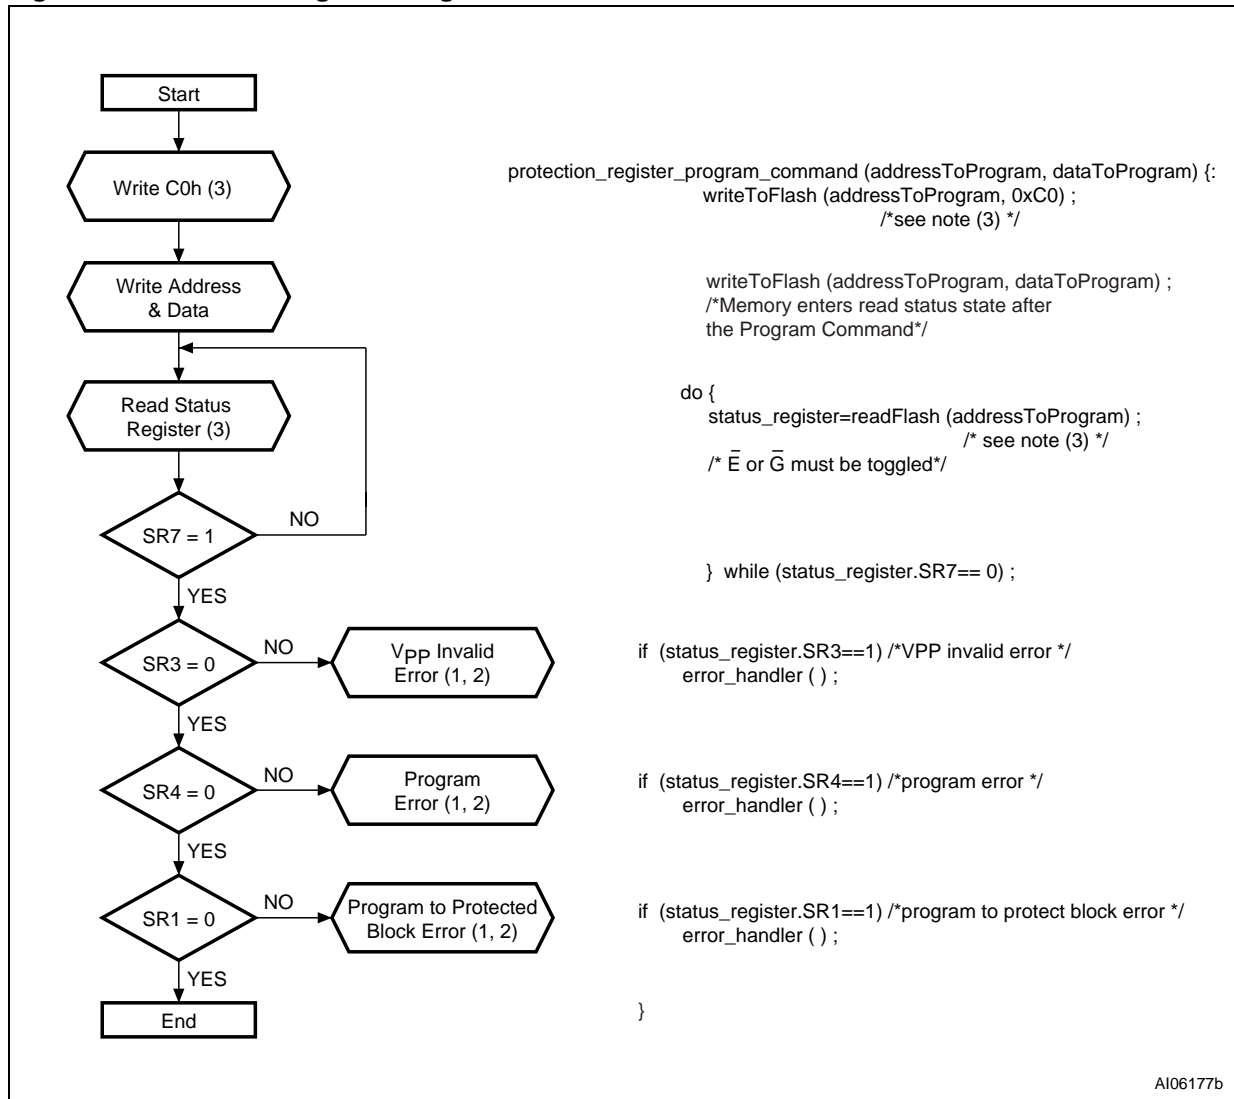 Start
Write C0h (3)
Write Address
& Data
Read Status
Register (3)
SR7 = 1
NO
YES
SR3 = 0
NO
VPP Invalid
Error (1, 2)
YES
SR4 = 0
NO
Program
Error (1, 2)
YES
SR1 = 0
NO
Program to Protected
Block Error (1, 2)
YES
End
protection_register_program_command (addressToProgram, dataToProgram) {:
writeToFlash (addressToProgram, 0xC0) ;
/*see note (3) */
writeToFlash (addressToProgram, dataToProgram) ;
/*Memory enters read status state after
the Program Command*/
do {
status_register=readFlash (addressToProgram) ;
/* see note (3) */
/* E̅ or G̅ must be toggled*/
} while (status_register.SR7== 0) ;
if (status_register.SR3==1) /*VPP invalid error */
error_handler ( ) ;
if (status_register.SR4==1) /*program error */
error_handler ( ) ;
if (status_register.SR1==1) /*program to protect block error */
error_handler ( ) ;
}
AI06177b